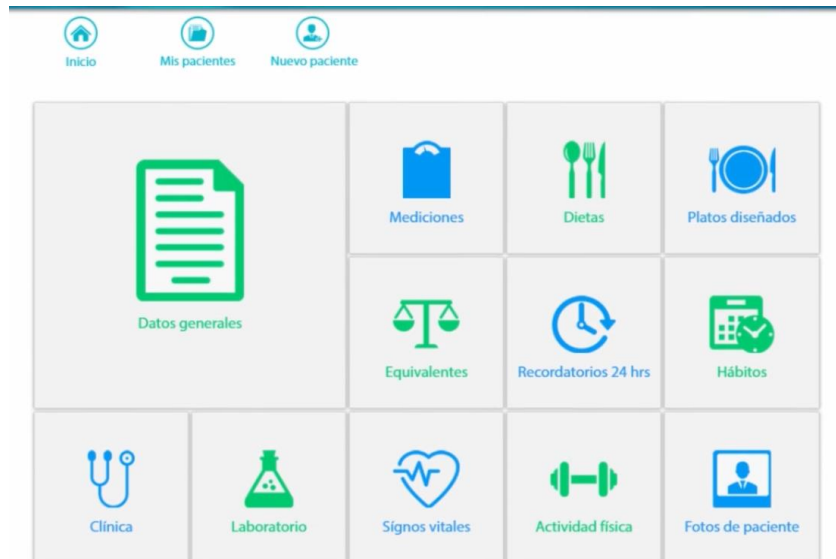 Inicio
Mis pacientes
Nuevo paciente
Datos generales
Mediciones
Dietas
Platos diseñados
Equivalentes
Recordatorios 24 hrs
Hábitos
Clínica
Laboratorio
Sígnos vitales
Actividad física
Fotos de paciente